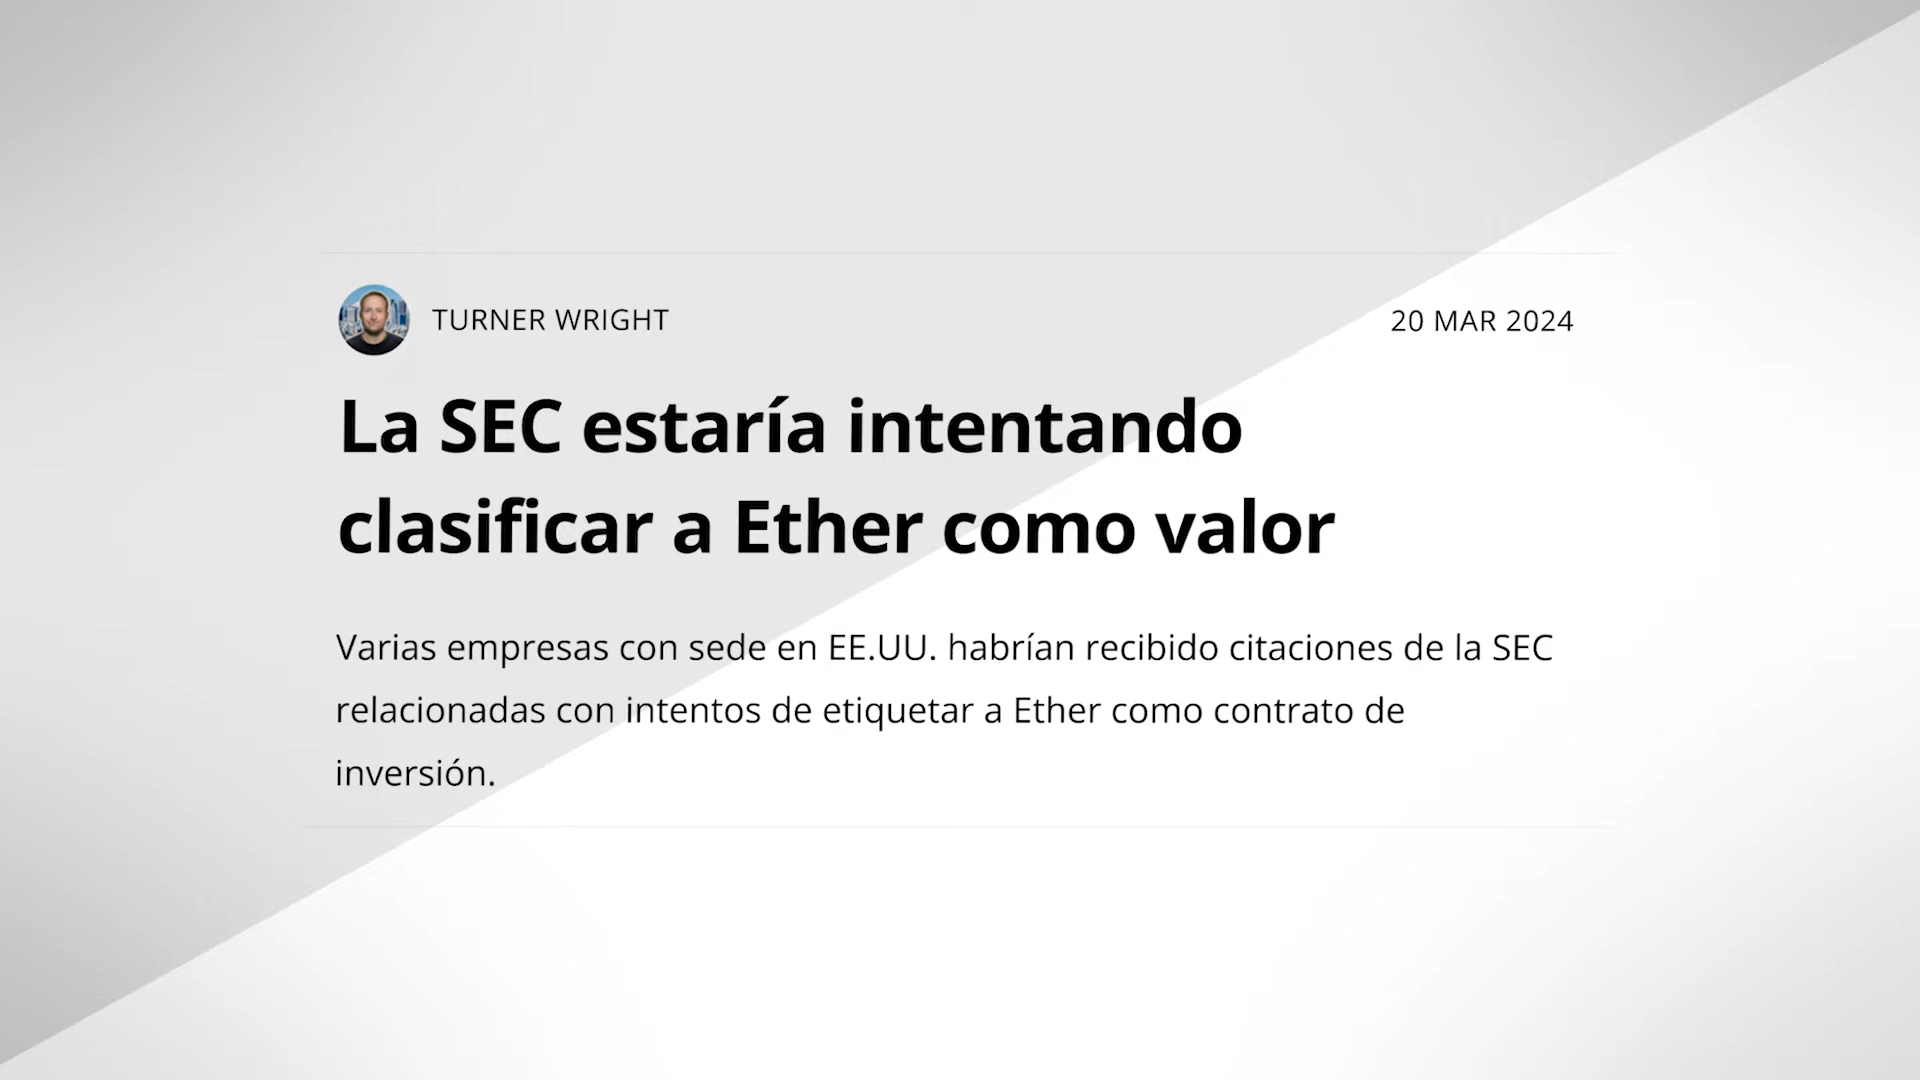 TURNER WRIGHT
20 MAR 2024
La SEC estaría intentando
clasificar a Ether como valor
Varias empresas con sede en EE.UU. habrían recibido citaciones de la SEC
relacionadas con intentos de etiquetar a Ether como contrato de
inversión.